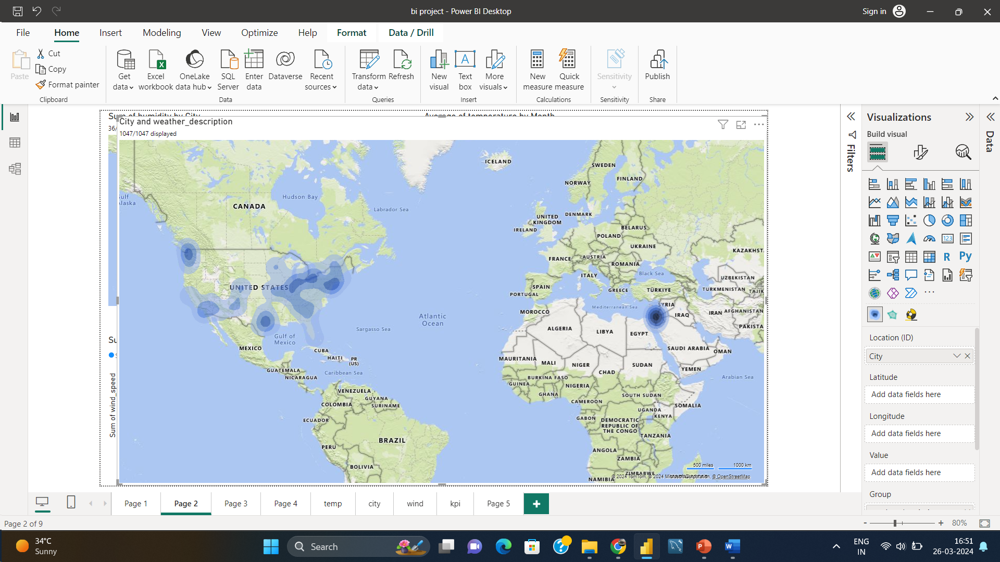 bi project - Power BI Desktop
Sign in
File Home Insert Modeling View Optimize Help Format Data / Drill
Paste
Cut
Copy
Format painter
Clipboard
Get data
Excel workbook
OneLake data hub
SQL Server
Enter data
Dataverse
Recent sources
Data
Transform data
Refresh
Queries
New visual
Text box
More visuals
Insert
New measure
Quick measure
Calculations
Sensitivity
Sensitivity
Publish
Share
Sum of humidity by City
Average of temperature by Month
36/
City and weather_description
1047/1047 displayed
Su
Sum of wind_speed
ICELAND
SWEDEN
FINLAND
NORWAY
Gulf
Alaska
Hudson Bay
CANADA
Labrador Sea
UNITED
KINGDOM
DENMARK
IRELAND
BELARUS
POLAND
UKRAINE
KAZAKHST
FRANCE
AUSTRIA
ROMANIA
Black Sea
ITALY
UZBEKISTAN
UNITED STATES
SPAIN
PORTUGAL
GREECE
TÜRKIYE
TURKMENISTAN
TAJIK
Mediterranean Sea
SYRIA
MOROCCO
IRAQ
IRAN
AFGHANISTAN
Atlantic
Ocean
ALGERIA
LIBYA
EGYPT
PAKISTA
Sargasso Sea
Gulf of
Mexico
MEXICO
CUBA
HAITI
PR
(US)
SAUDI ARABIA
OMAN
MAURITANIA
MALI
NIGER
CHAD
SUDAN
YEMEN
GUATEMALA
NICARAGUA
Caribbean Sea
BURKINA FASO
Arabian Sea
GUINEA
NIGERIA
GHANA
SOUTH SUDAN
VENEZUELA
GUYANA
SURINAME
COLOMBIA
CAMEROON
SOMALIA
UGANDA
KENYA
ECUADOR
GABON
DEMOCRATIC
REPUBLIC OF
THE CONGO
TANZANIA
BRAZIL
PERU
ANGOLA
ZAMBIA
BOLIVIA
ZIMBABWE
NAMIBIA
500 miles 1000 km
© 2024 TomTom, © 2024 Microsoft Corporation, © OpenStreetMap
Filters
Visualizations
Build visual
Data
123
R
Py
Location (ID)
City
Latitude
Add data fields here
Longitude
Add data fields here
Value
Add data fields here
Group
Page 1 Page 2 Page 3 Page 4 temp city wind kpi Page 5
Page 2 of 9
80%
34°C
Sunny
Search
ENG
IN
16:51
26-03-2024